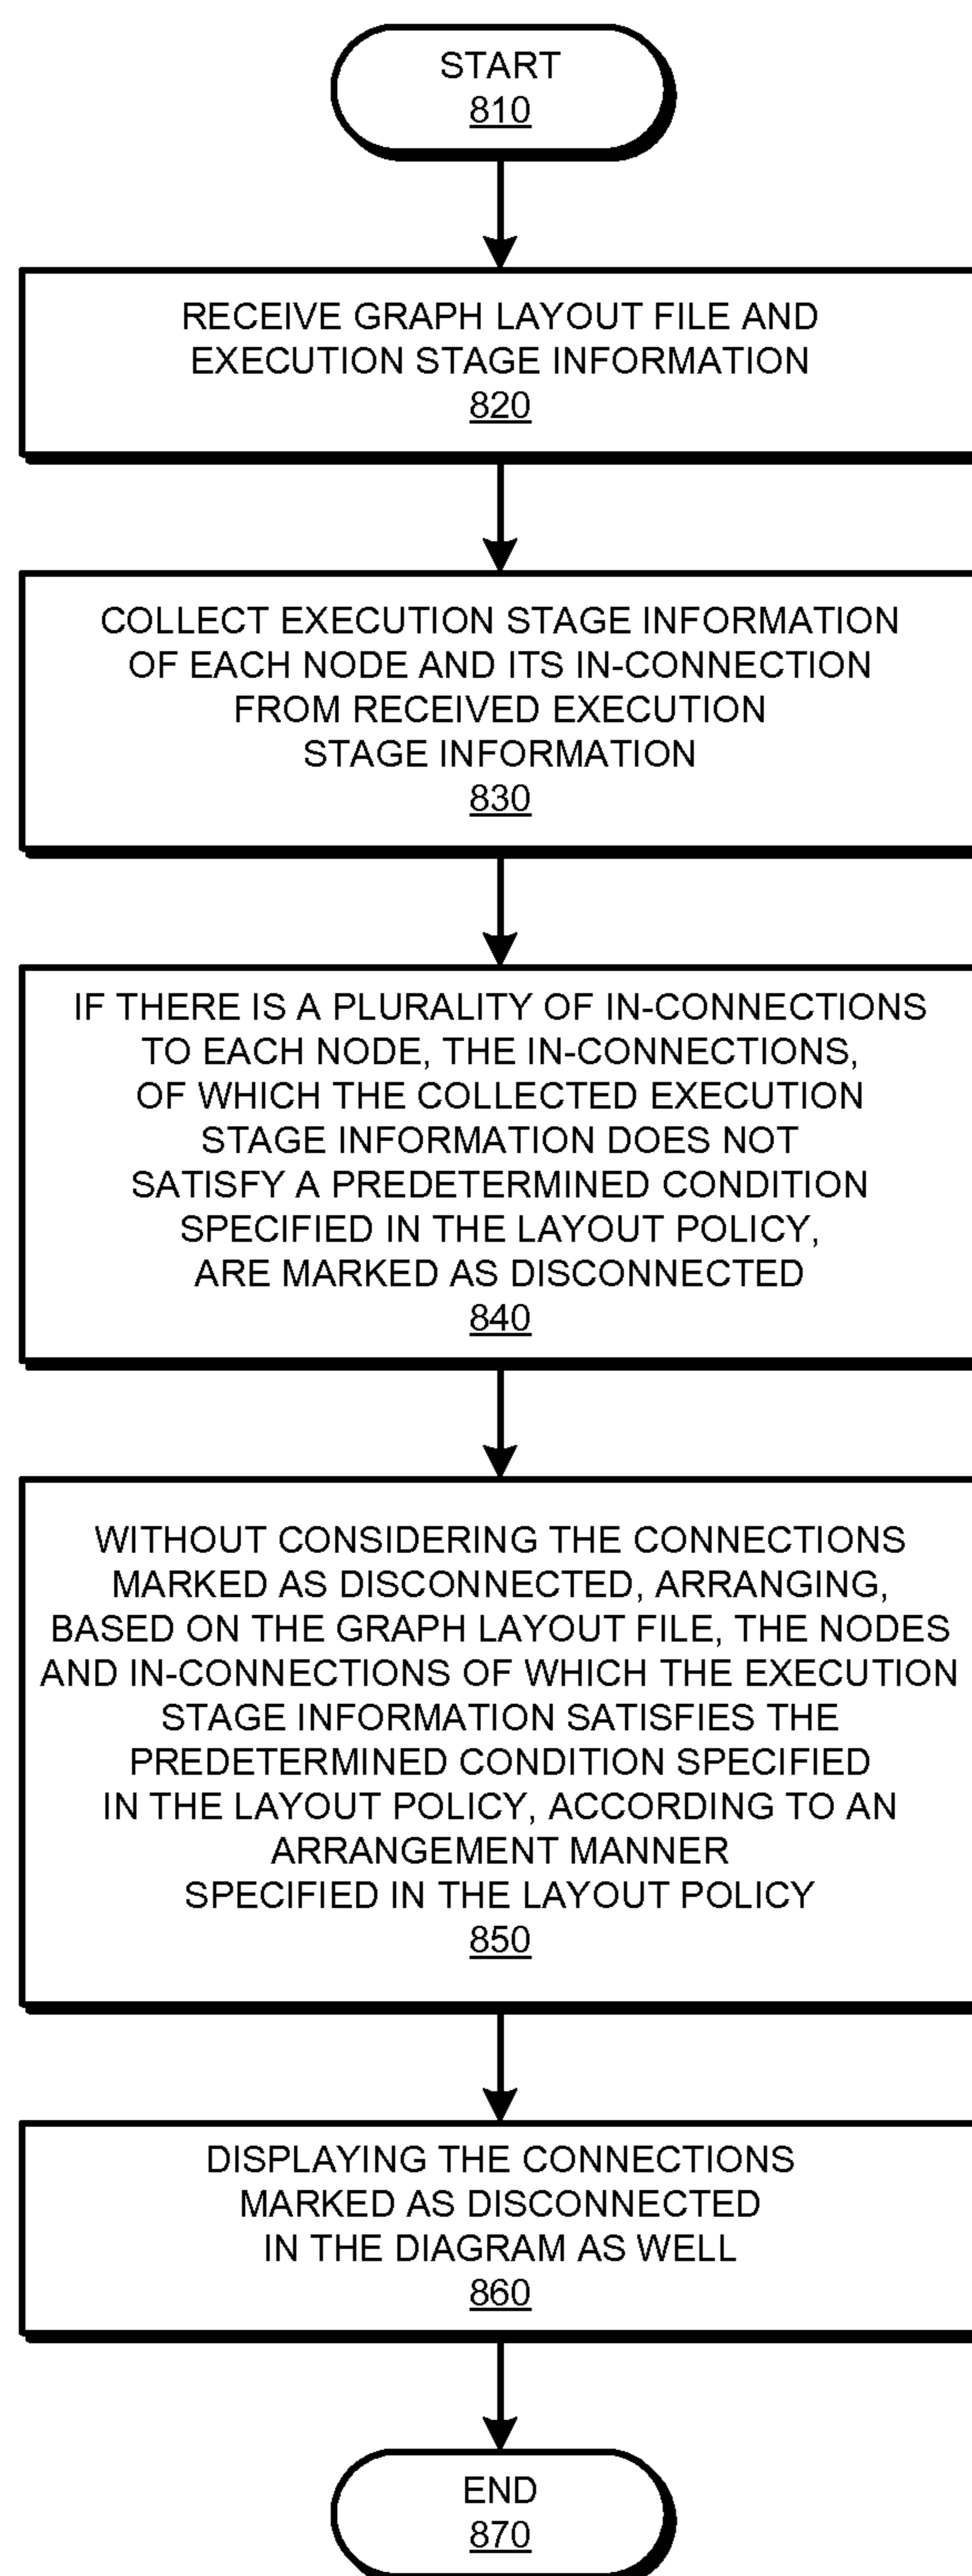 START
810
RECEIVE GRAPH LAYOUT FILE AND
EXECUTION STAGE INFORMATION
820
COLLECT EXECUTION STAGE INFORMATION
OF EACH NODE AND ITS IN-CONNECTION
FROM RECEIVED EXECUTION
STAGE INFORMATION
830
IF THERE IS A PLURALITY OF IN-CONNECTIONS
TO EACH NODE, THE IN-CONNECTIONS,
OF WHICH THE COLLECTED EXECUTION
STAGE INFORMATION DOES NOT
SATISFY A PREDETERMINED CONDITION
SPECIFIED IN THE LAYOUT POLICY,
ARE MARKED AS DISCONNECTED
840
WITHOUT CONSIDERING THE CONNECTIONS
MARKED AS DISCONNECTED, ARRANGING,
BASED ON THE GRAPH LAYOUT FILE, THE NODES
AND IN-CONNECTIONS OF WHICH THE EXECUTION
STAGE INFORMATION SATISFIES THE
PREDETERMINED CONDITION SPECIFIED
IN THE LAYOUT POLICY, ACCORDING TO AN
ARRANGEMENT MANNER
SPECIFIED IN THE LAYOUT POLICY
850
DISPLAYING THE CONNECTIONS
MARKED AS DISCONNECTED
IN THE DIAGRAM AS WELL
860
END
870